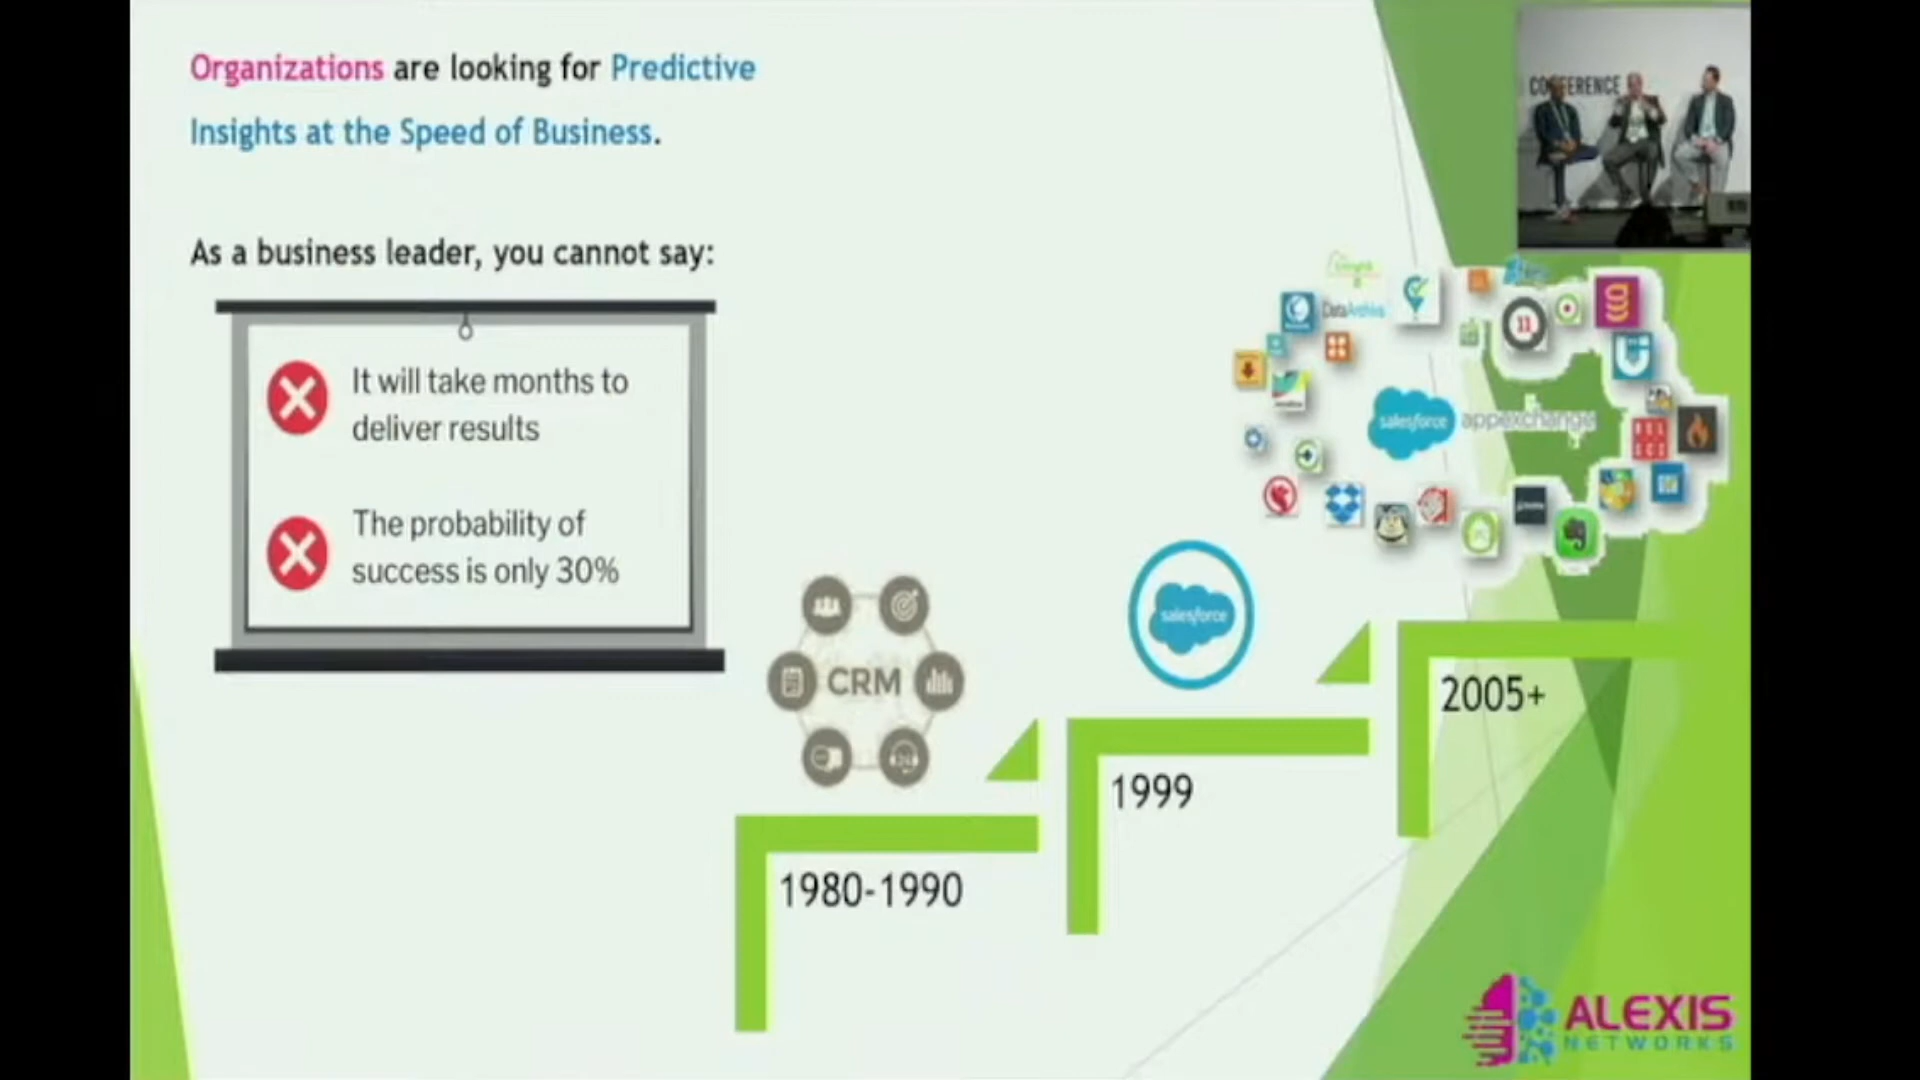 Organizations are looking for Predictive
Insights at the Speed of Business.
As a business leader, you cannot say:
It will take months to
deliver results
The probability of
success is only 30%
CRM
1980-1990
salesforce
1999
salesforce appexchange
DataArchiva
2005+
CONFERENCE
ALEXIS
NETWORKS